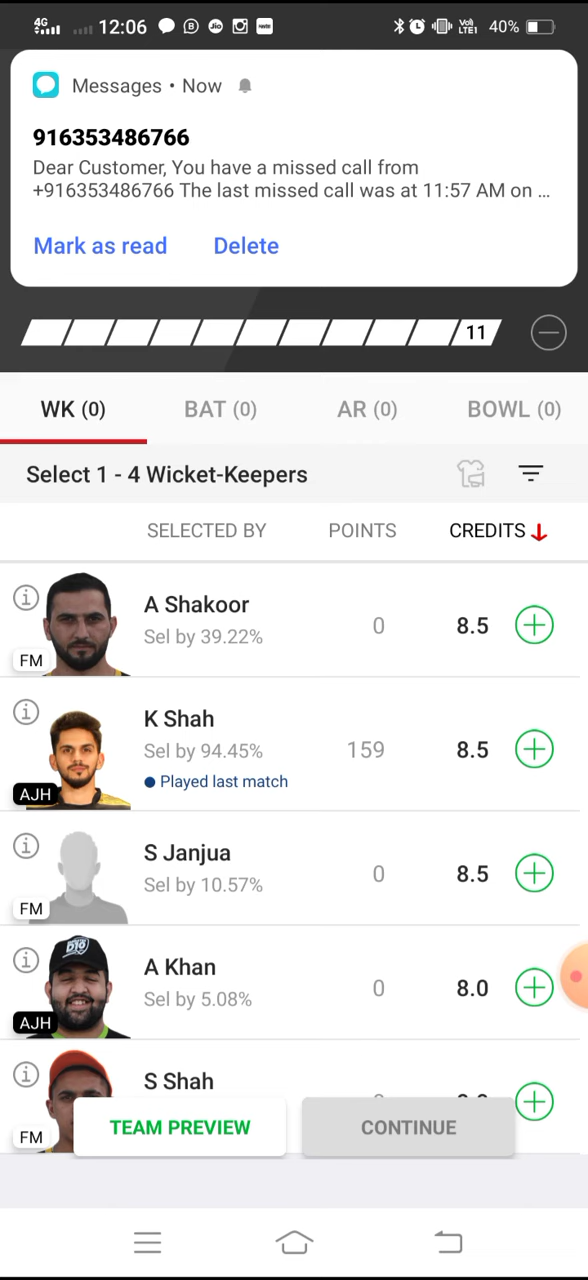 4G 12:06 B Jio VoL LTE1 40%
Messages • Now
916353486766
Dear Customer, You have a missed call from
+916353486766 The last missed call was at 11:57 AM on ...
Mark as read Delete
11
WK (0) BAT (0) AR (0) BOWL (0)
Select 1 - 4 Wicket-Keepers
SELECTED BY POINTS CREDITS
A Shakoor
Sel by 39.22% 0 8.5
FM
K Shah
Sel by 94.45% 159 8.5
Played last match
AJH
S Janjua
Sel by 10.57% 0 8.5
FM
A Khan
Sel by 5.08% 0 8.0
AJH
S Shah
FM
TEAM PREVIEW CONTINUE